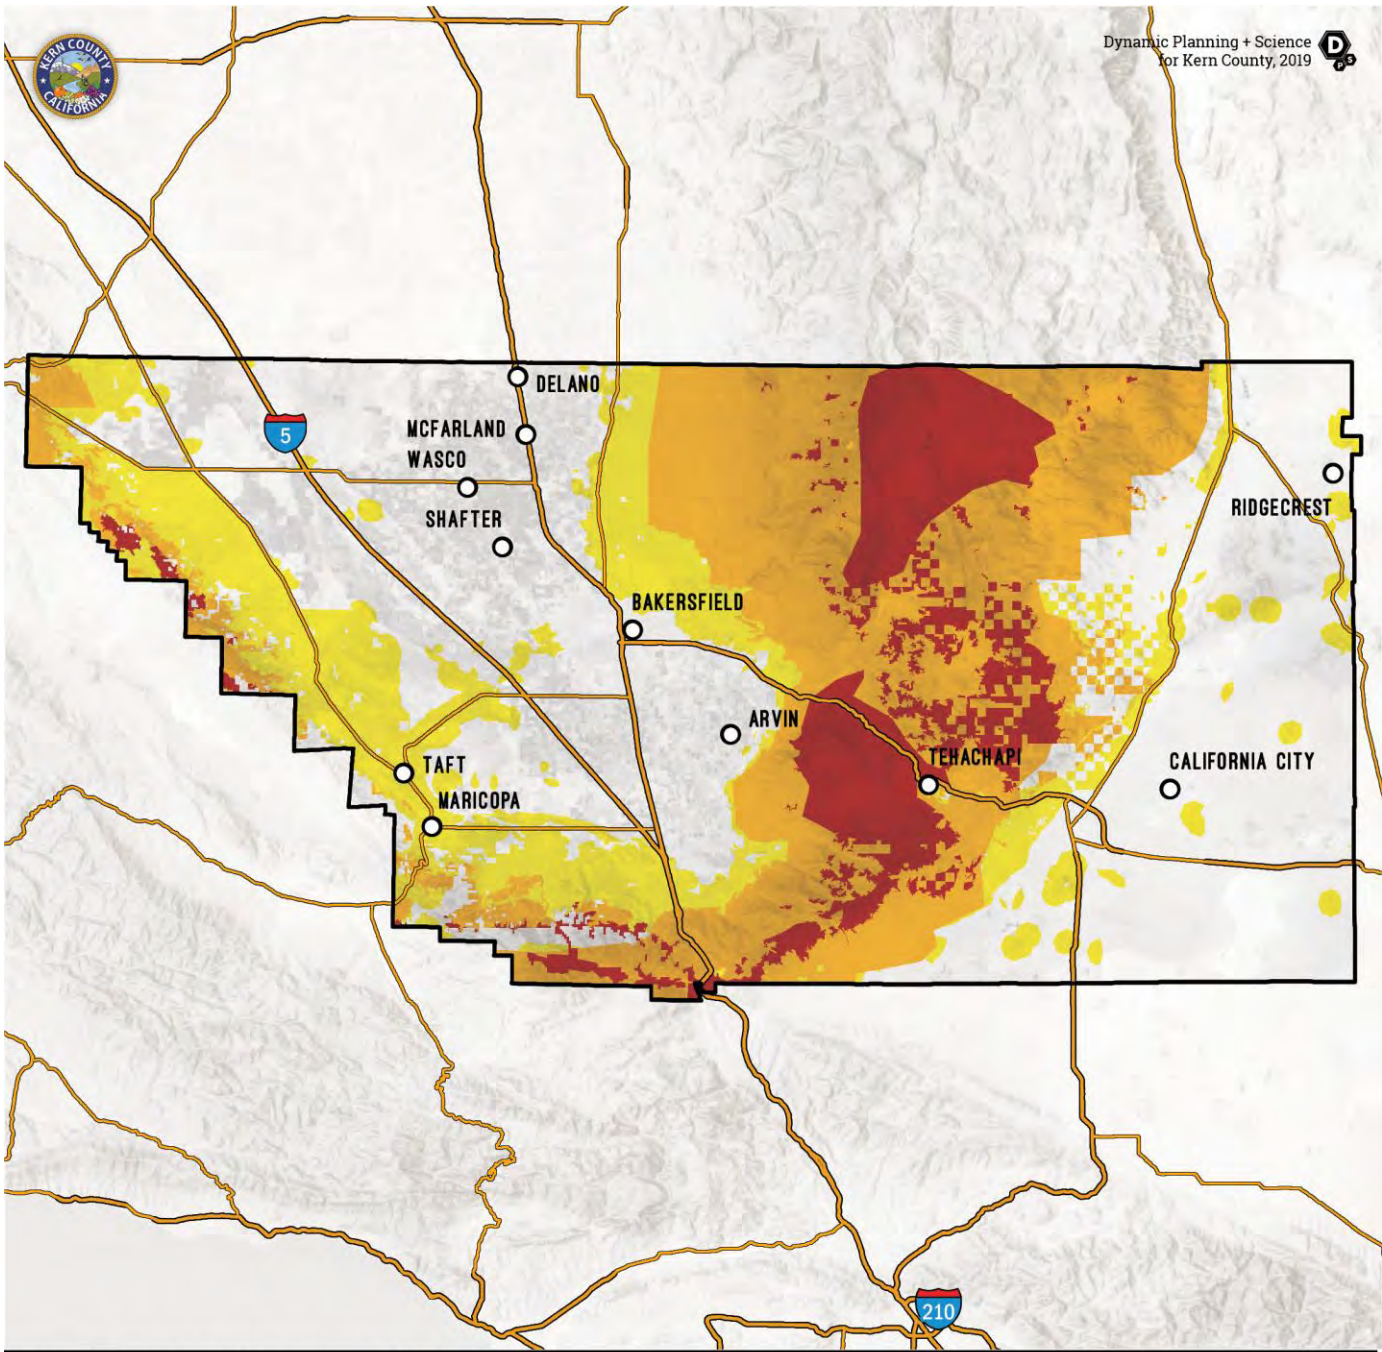 KERN COUNTY
CALIFORNIA
Dynamic Planning + Science
for Kern County, 2019
D
P S
DELANO
5
MCFARLAND
WASCO
SHAFTER
RIDGECREST
BAKERSFIELD
ARVIN
TAFT
TEHACHAPI
CALIFORNIA CITY
MARICOPA
210